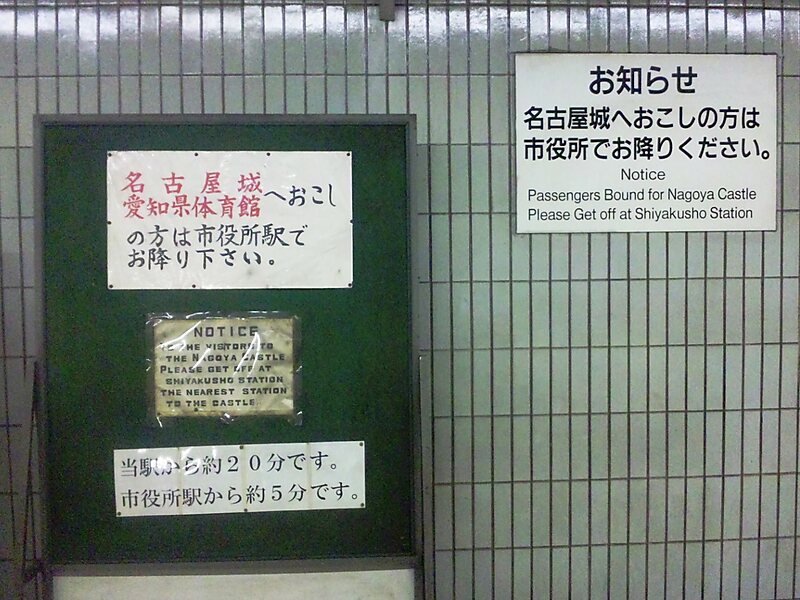 名古屋城
愛知県体育館へおこし
の方は市役所駅で
お降り下さい。
NOTICE
TO THE VISTORS TO
THE NAGOYA CASTLE
PLEASE GET OFF AT
SHIYAKUSHO STATION
THE NEAREST STATION
TO THE CASTLE.
当駅から約20分です。
市役所駅から約5分です。
お知らせ
名古屋城へおこしの方は
市役所でお降りください。
Notice
Passengers Bound for Nagoya Castle
Please Get off at Shiyakusho Station